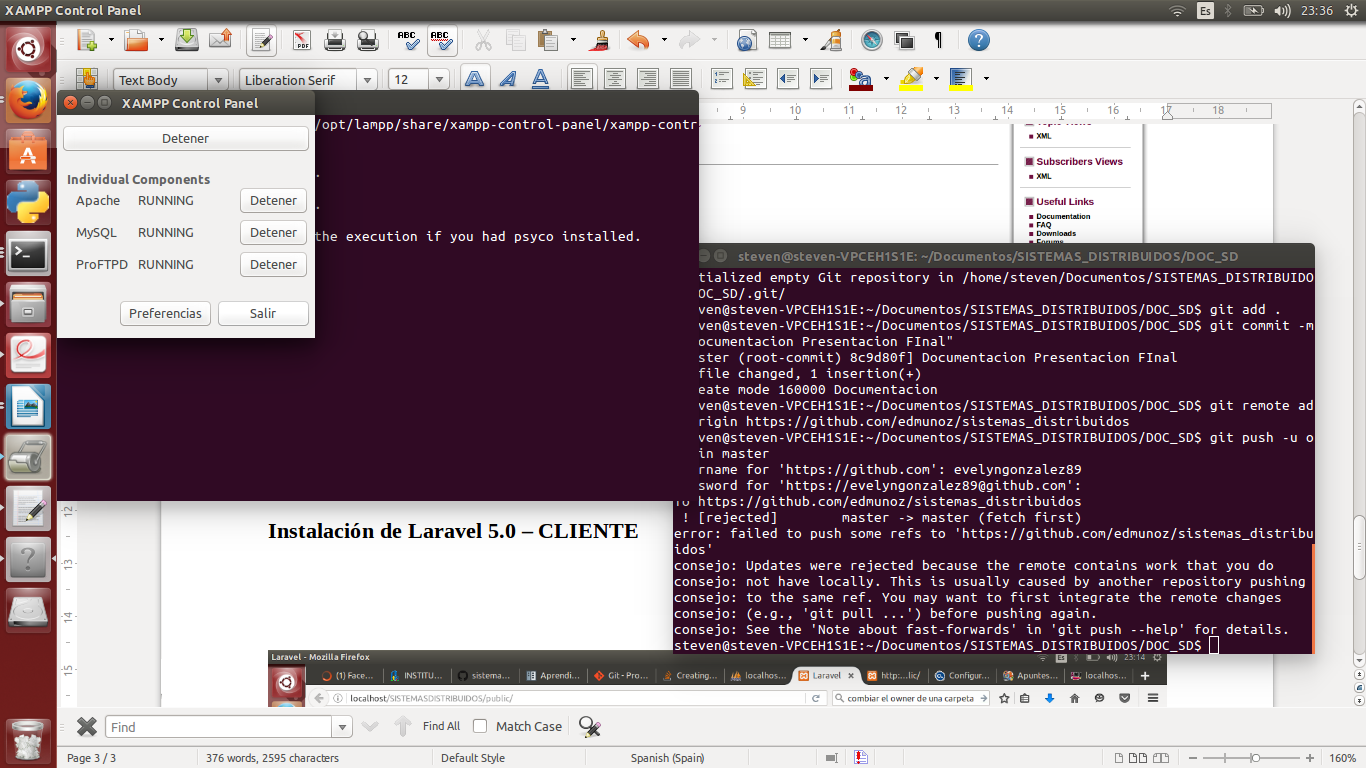 XAMPP Control Panel
Es
23:36
Text Body
Liberation Serif
12
XAMPP Control Panel
Detener
Individual Components
Apache RUNNING Detener
MySQL RUNNING Detener
ProFTPD RUNNING Detener
Preferencias Salir
/opt/lampp/share/xampp-control-panel/xampp-contr
.
.
the execution if you had psyco installed.
9 10 11 12 13 14 15 16 17 18
XML
Subscribers Views
XML
Useful Links
Documentation
FAQ
Downloads
steven@steven-VPCEH1S1E: ~/Documentos/SISTEMAS_DISTRIBUIDOS/DOC_SD
tialized empty Git repository in /home/steven/Documentos/SISTEMAS_DISTRIBUIDO
OC_SD/.git/
ven@steven-VPCEH1S1E:~/Documentos/SISTEMAS_DISTRIBUIDOS/DOC_SD$ git add .
ven@steven-VPCEH1S1E:~/Documentos/SISTEMAS_DISTRIBUIDOS/DOC_SD$ git commit -m
ocumentacion Presentacion FInal"
ster (root-commit) 8c9d80f] Documentacion Presentacion FInal
file changed, 1 insertion(+)
eate mode 160000 Documentacion
ven@steven-VPCEH1S1E:~/Documentos/SISTEMAS_DISTRIBUIDOS/DOC_SD$ git remote ad
rigin https://github.com/edmunoz/sistemas_distribuidos
ven@steven-VPCEH1S1E:~/Documentos/SISTEMAS_DISTRIBUIDOS/DOC_SD$ git push -u o
in master
rname for 'https://github.com': evelyngonzalez89
sword for 'https://evelyngonzalez89@github.com':
To https://github.com/edmunoz/sistemas_distribuidos
! [rejected] master -> master (fetch first)
error: failed to push some refs to 'https://github.com/edmunoz/sistemas_distribu
idos'
consejo: Updates were rejected because the remote contains work that you do
consejo: not have locally. This is usually caused by another repository pushing
consejo: to the same ref. You may want to first integrate the remote changes
consejo: (e.g., 'git pull ...') before pushing again.
consejo: See the 'Note about fast-forwards' in 'git push --help' for details.
steven@steven-VPCEH1S1E:~/Documentos/SISTEMAS_DISTRIBUIDOS/DOC_SD$
12
13
14
15
Instalación de Laravel 5.0 – CLIENTE
Laravel - Mozilla Firefox
Es
23:14
(1) Face... INSTITU... sistema... Aprendi... Git - Pro... Creating... localhos... Laravel http:...lic/ Configur... Apuntes... localhos...
localhost/SISTEMASDISTRIBUIDOS/public/
cambiar el owner de una carpeta
Find
Find All
Match Case
Page 3 / 3
376 words, 2595 characters
Default Style
Spanish (Spain)
160%